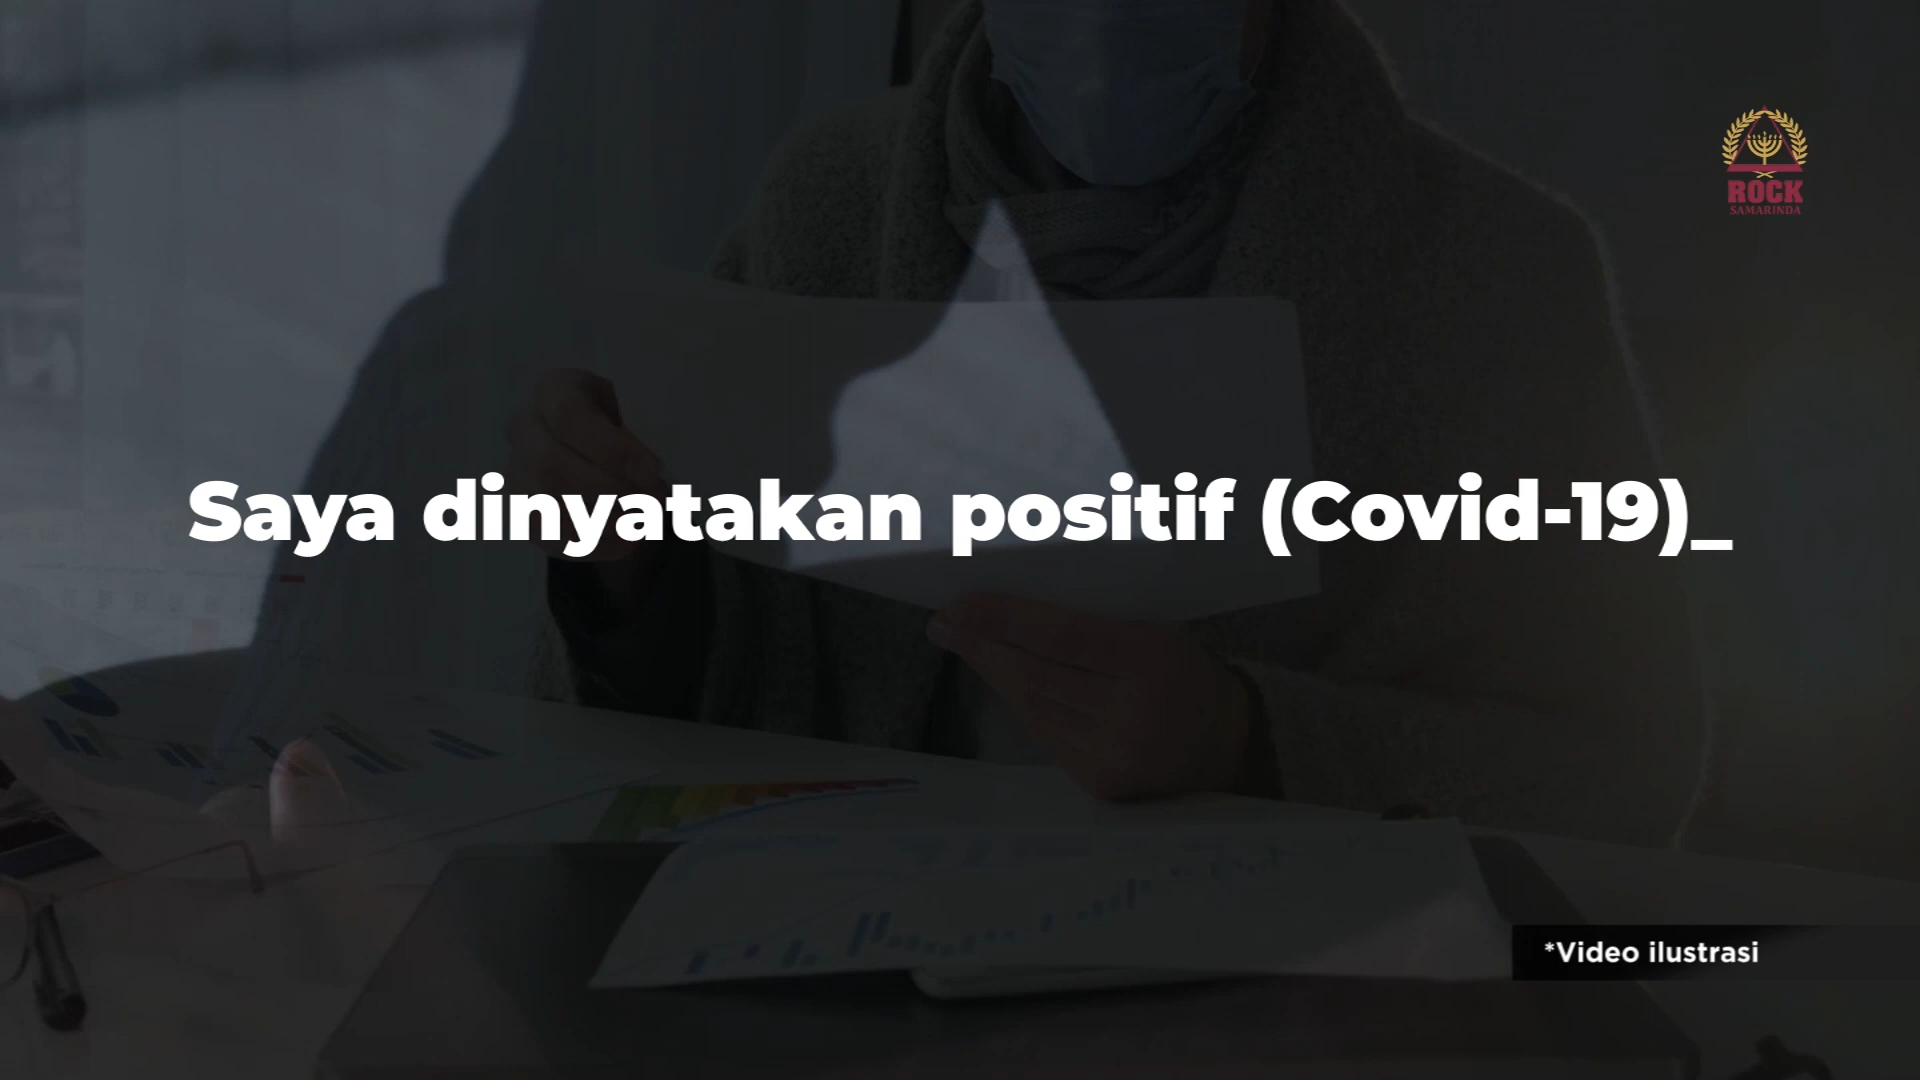 ROCK
SAMARINDA
Saya dinyatakan positif (Covid-19)_
*Video ilustrasi